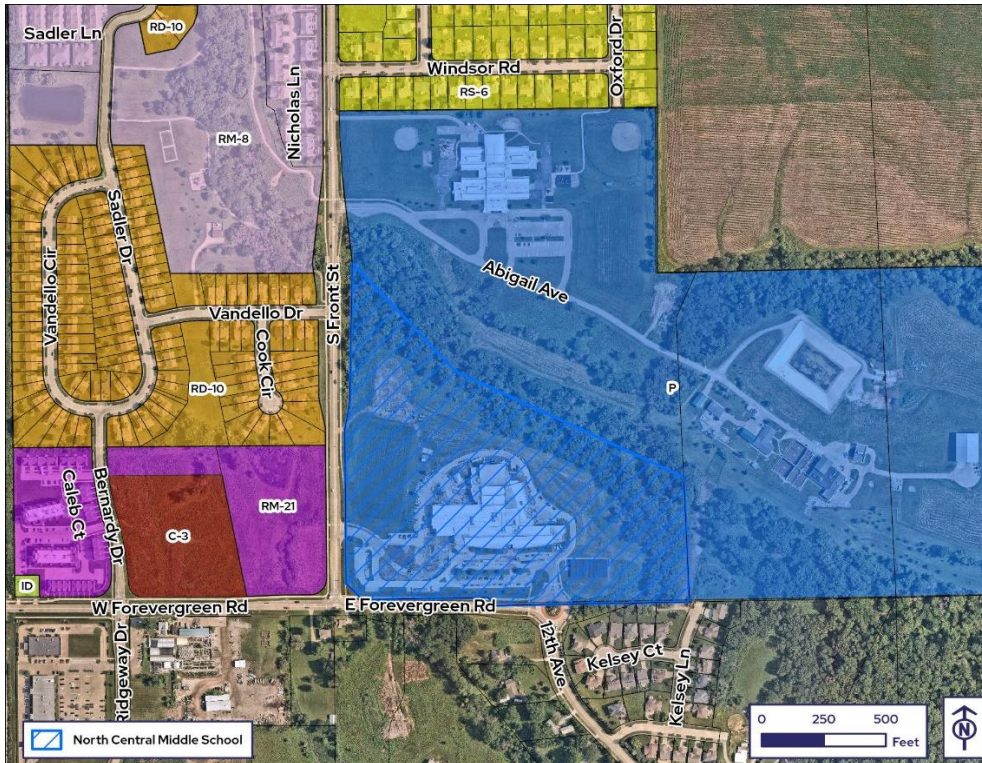 Sadler Ln
RD-10
Nicholas Ln
RM-8
Windsor Rd
Oxford Dr
RS-6
Sadler Dr
Vandello Cir
Abigail Ave
Vandello Dr
S Front St
Cook Cir
RD-10
P
Bernardy Dr
Caleb Ct
RM-21
C-3
ID
W Forevergreen Rd
E Forevergreen Rd
Ridgeway Dr
12th Ave
Kelsey Ct
Kelsey Ln
North Central Middle School
0 250 500
Feet
N